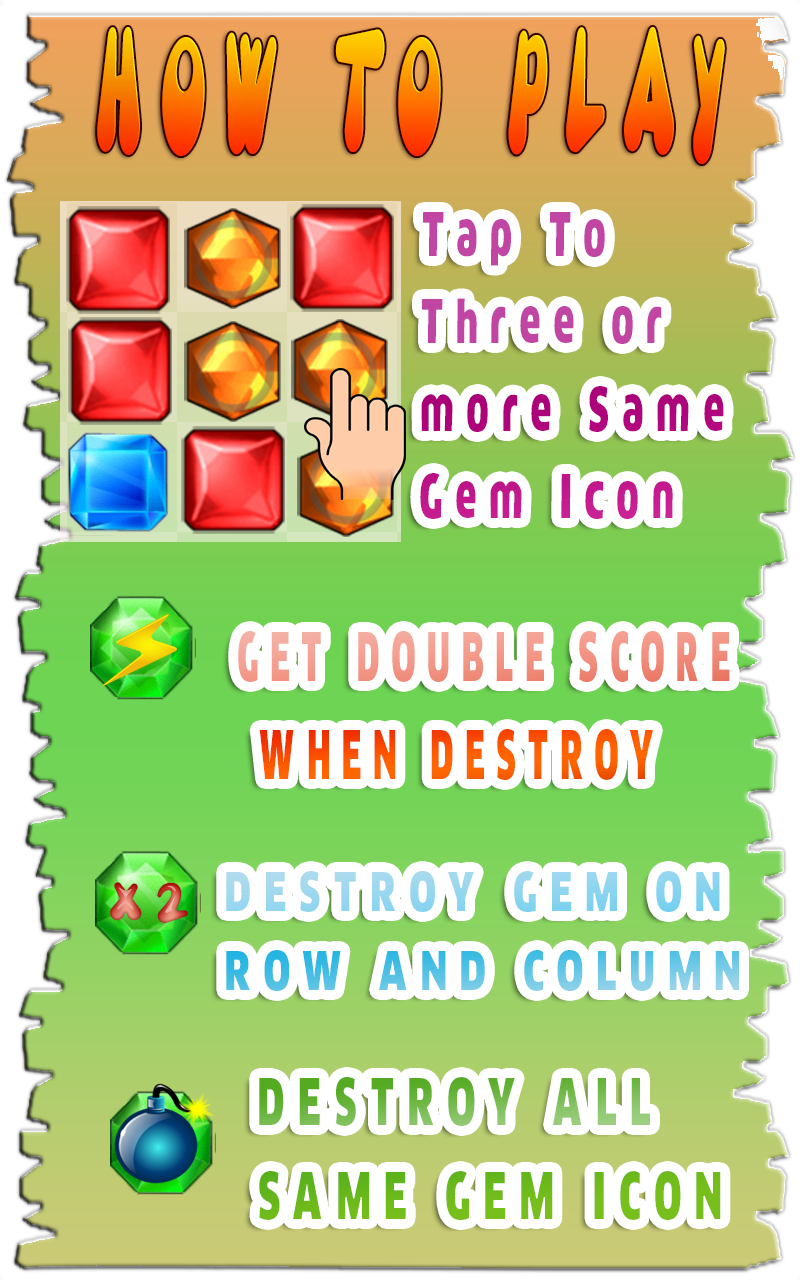 HOW TO PLAY
Tap To
Three or
more Same
Gem Icon
GET DOUBLE SCORE
WHEN DESTROY
X 2
DESTROY GEM ON
ROW AND COLUMN
DESTROY ALL
SAME GEM ICON